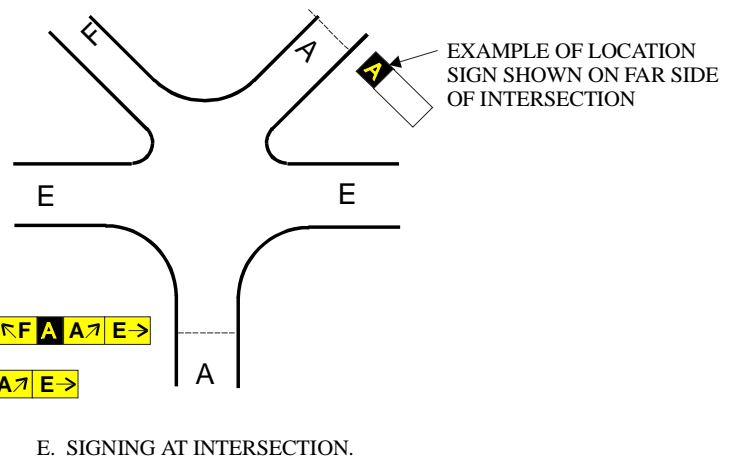 F
A
A
EXAMPLE OF LOCATION
SIGN SHOWN ON FAR SIDE
OF INTERSECTION
E
E
↖F A A↗ E→
A↗ E→
A
E. SIGNING AT INTERSECTION.